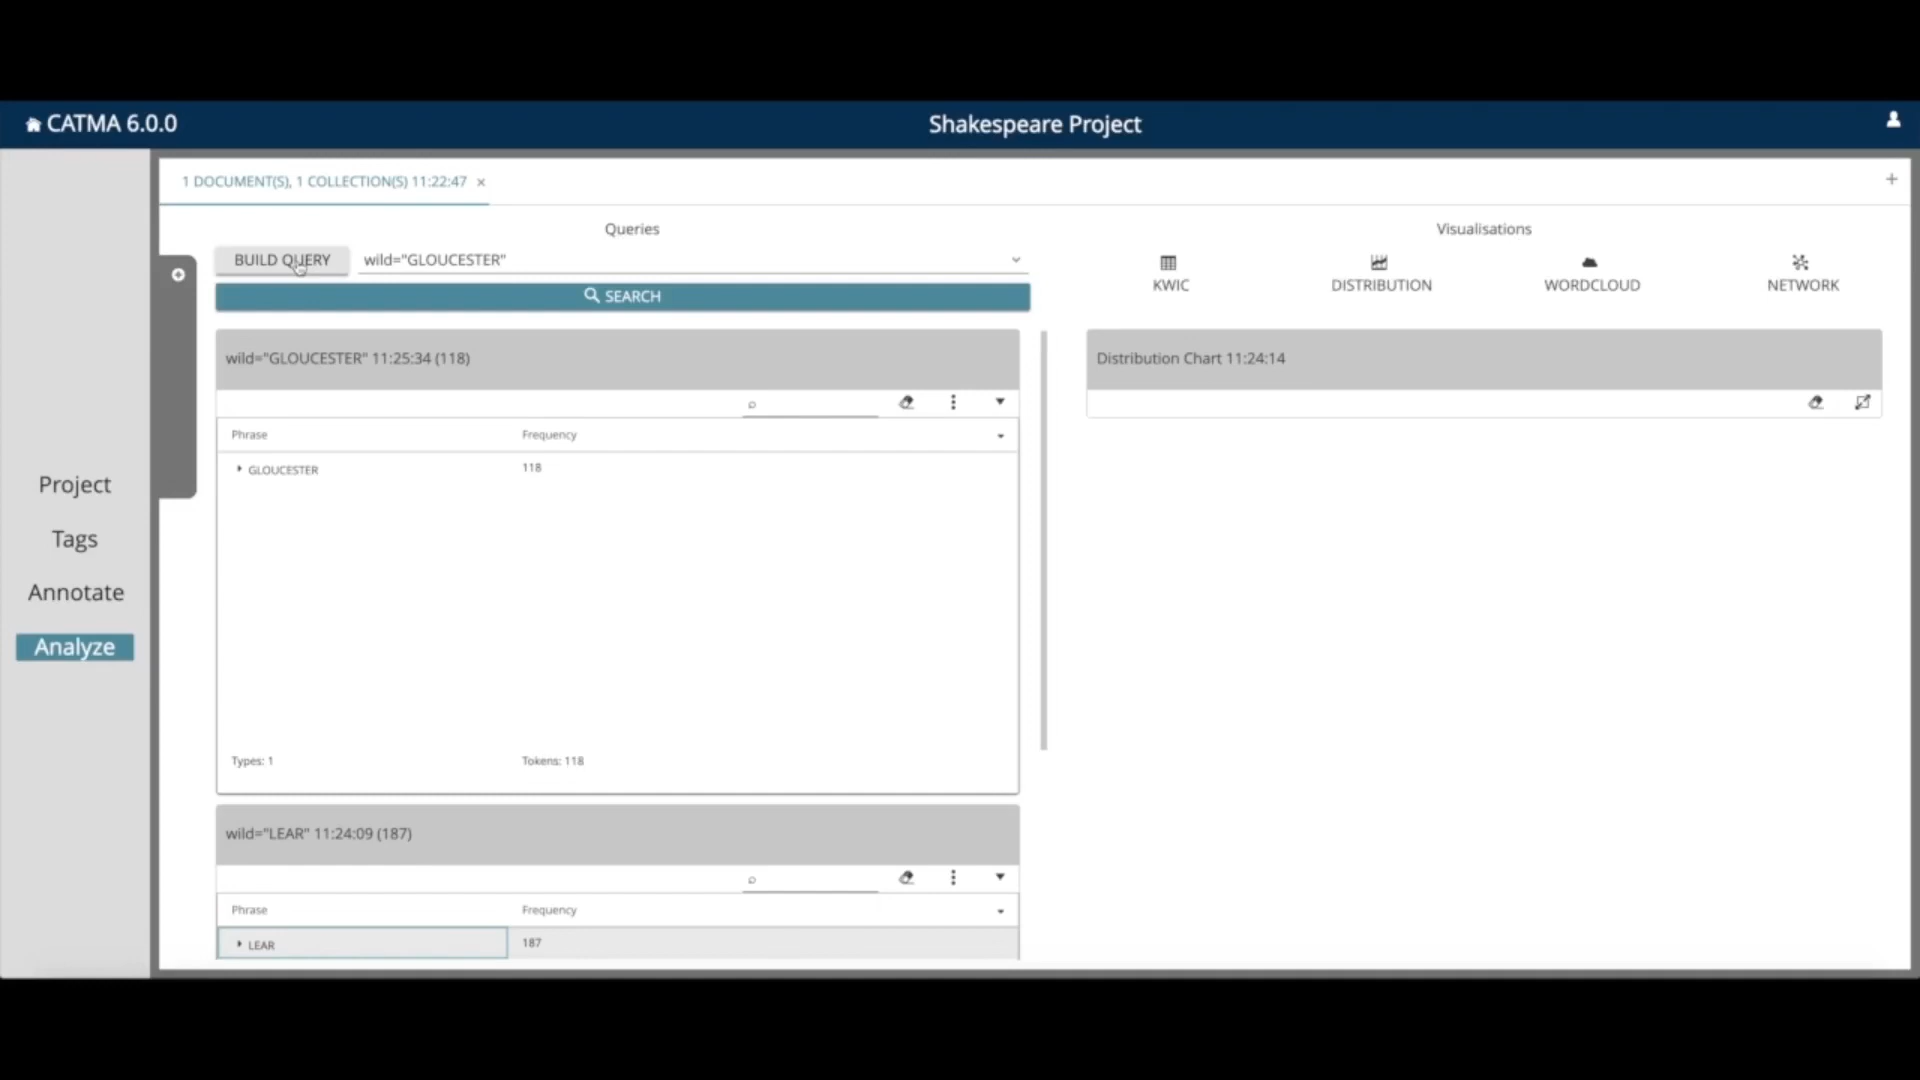 CATMA 6.0.0
Shakespeare Project
1 DOCUMENT(S), 1 COLLECTION(S) 11:22:47
Queries
BUILD QUERY
wild="GLOUCESTER"
SEARCH
wild="GLOUCESTER" 11:25:34 (118)
Phrase Frequency
GLOUCESTER 118
Types: 1 Tokens: 118
wild="LEAR" 11:24:09 (187)
Phrase Frequency
LEAR 187
Visualisations
KWIC DISTRIBUTION WORDCLOUD NETWORK
Distribution Chart 11:24:14
Project
Tags
Annotate
Analyze